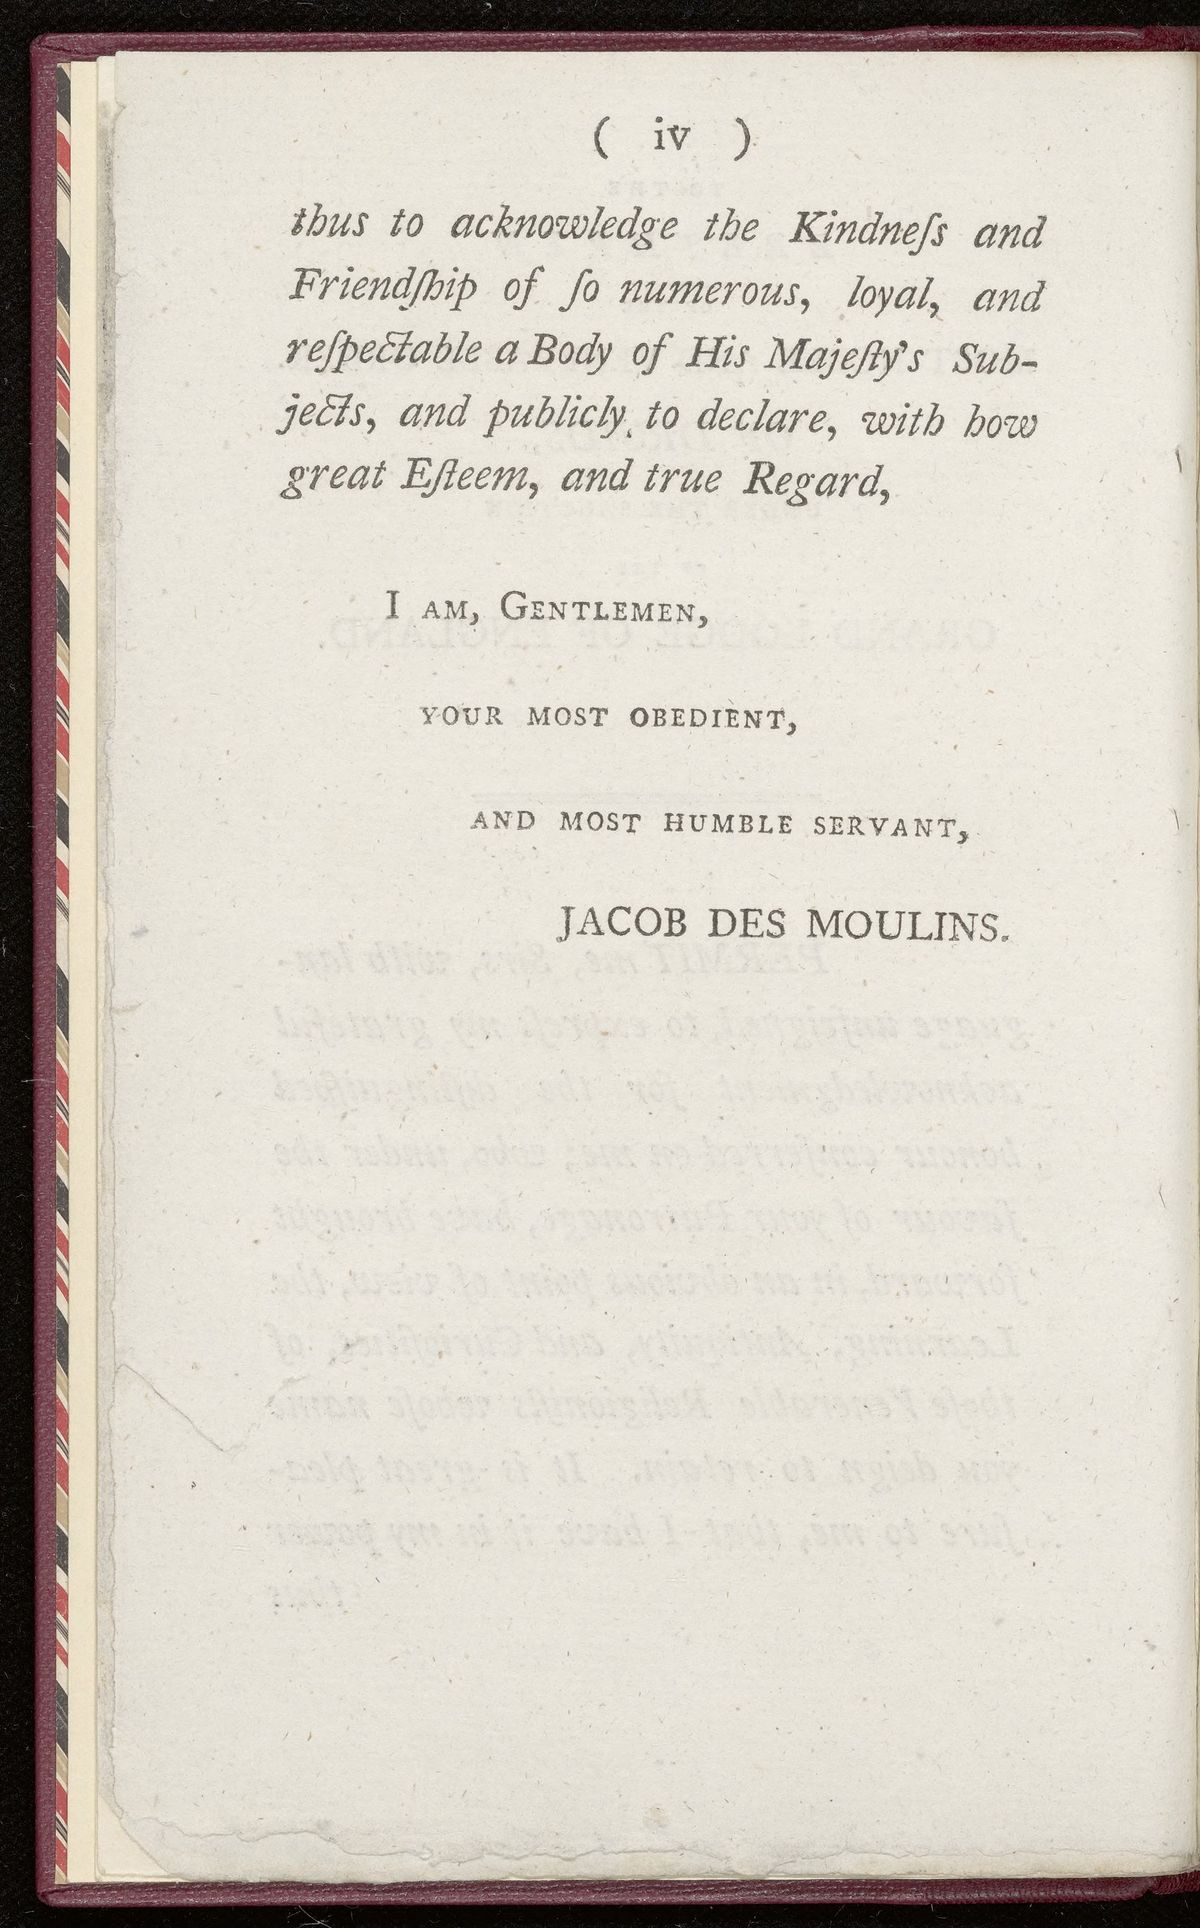 ( iv )
thus to acknowledge the Kindneſs and
Friendſhip of ſo numerous, loyal, and
reſpectable a Body of His Majeſty's Sub-
jects, and publicly to declare, with how
great Eſteem, and true Regard,
I AM, GENTLEMEN,
YOUR MOST OBEDIENT,
AND MOST HUMBLE SERVANT,
JACOB DES MOULINS.